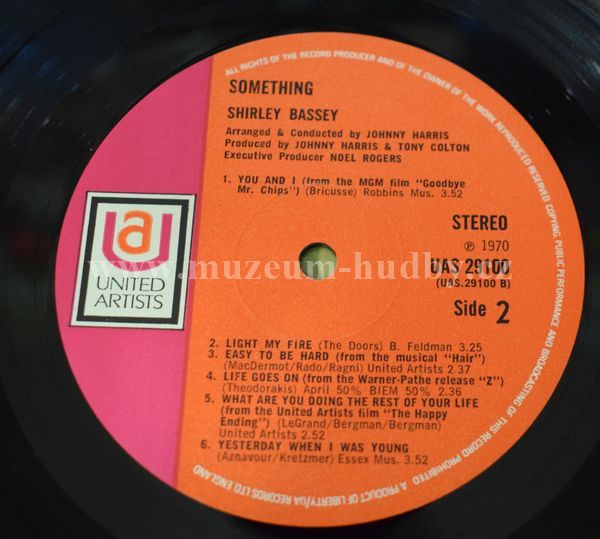 ALL RIGHTS OF THE RECORD PRODUCER AND OF THE OWNER OF THE WORK REPRODUCED RESERVED COPYING, PUBLIC PERFORMANCE AND BROADCASTING OF THIS RECORD PROHIBITED
SOMETHING
SHIRLEY BASSEY
Arranged & Conducted by JOHNNY HARRIS
Produced by JOHNNY HARRIS & TONY COLTON
Executive Producer NOEL ROGERS
1. YOU AND I (from the MGM film "Goodbye
Mr. Chips") (Bricusse) Robbins Mus. 3.52
STEREO
℗ 1970
UAS 29100
(UAS.29100 B)
Side 2
UA
UNITED
ARTISTS
www.muzeum-hudby.cz
2. LIGHT MY FIRE (The Doors) B. Feldman 3.25
3. EASY TO BE HARD (from the musical "Hair")
(MacDermot/Rado/Ragni) United Artists 2.37
4. LIFE GOES ON (from the Warner-Pathe release "Z")
(Theodorakis) April 50% BIEM 50% 2.36
5. WHAT ARE YOU DOING THE REST OF YOUR LIFE
(from the United Artists film "The Happy
Ending") (LeGrand/Bergman/Bergman)
United Artists 2.52
6. YESTERDAY WHEN I WAS YOUNG
(Aznavour/Kretzmer) Essex Mus. 3.52
A PRODUCT OF LIBERTY/UA RECORDS LTD ENGLAND